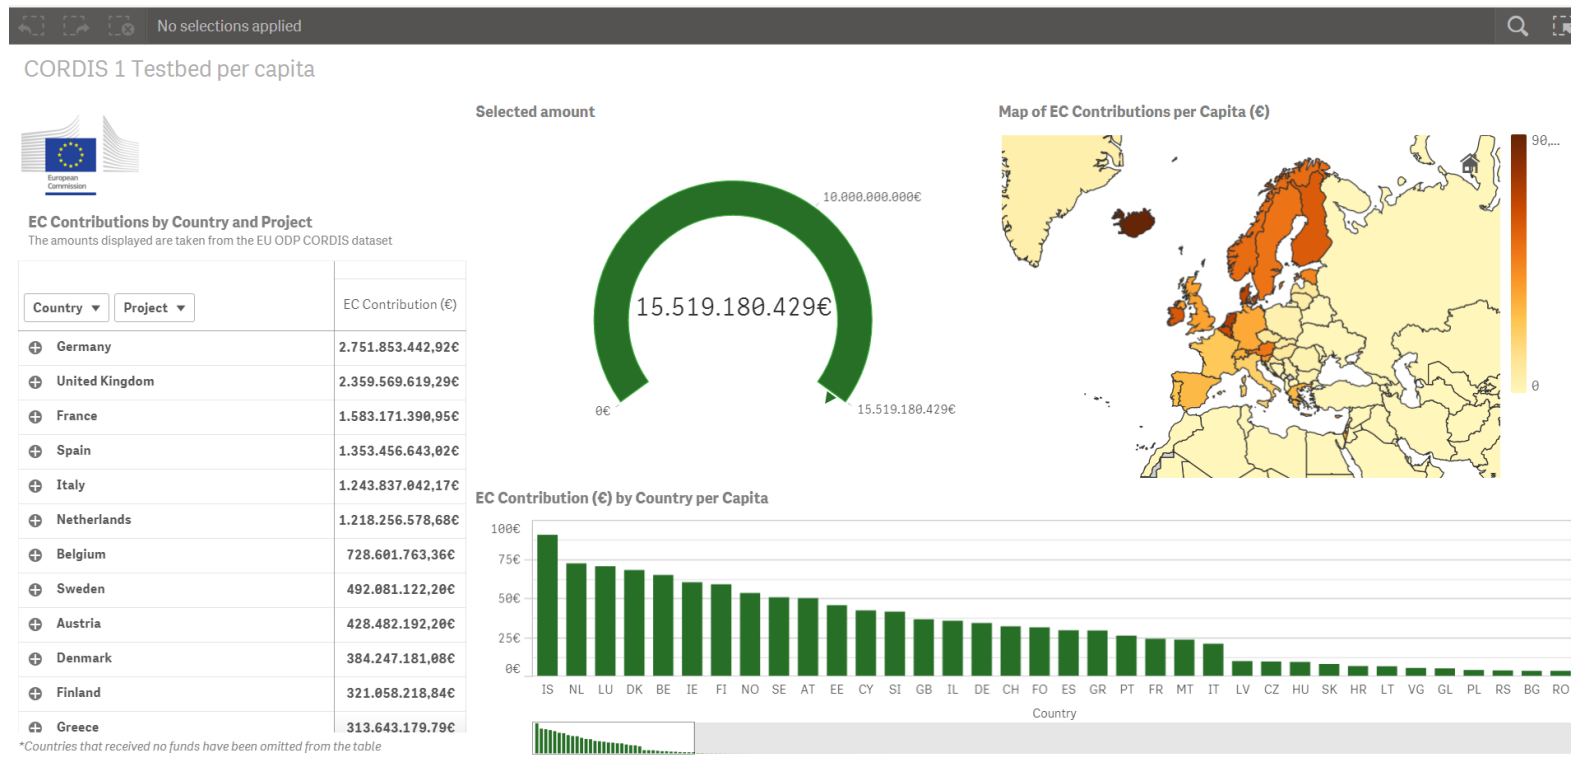 No selections applied
CORDIS 1 Testbed per capita
European
Commission
EC Contributions by Country and Project
The amounts displayed are taken from the EU ODP CORDIS dataset
Country
Project
EC Contribution (€)
Germany 2.751.853.442,92€
United Kingdom 2.359.569.619,29€
France 1.583.171.390,95€
Spain 1.353.456.643,02€
Italy 1.243.837.042,17€
Netherlands 1.218.256.578,68€
Belgium 728.601.763,36€
Sweden 492.081.122,20€
Austria 428.482.192,20€
Denmark 384.247.181,08€
Finland 321.058.218,84€
Greece 313.643.179,79€
*Countries that received no funds have been omitted from the table
Selected amount
10.000.000.000€
15.519.180.429€
0€
15.519.180.429€
Map of EC Contributions per Capita (€)
90,...
0
EC Contribution (€) by Country per Capita
100€
75€
50€
25€
0€
IS NL LU DK BE IE FI NO SE AT EE CY SI GB IL DE CH FO ES GR PT FR MT IT LV CZ HU SK HR LT VG GL PL RS BG RO
Country